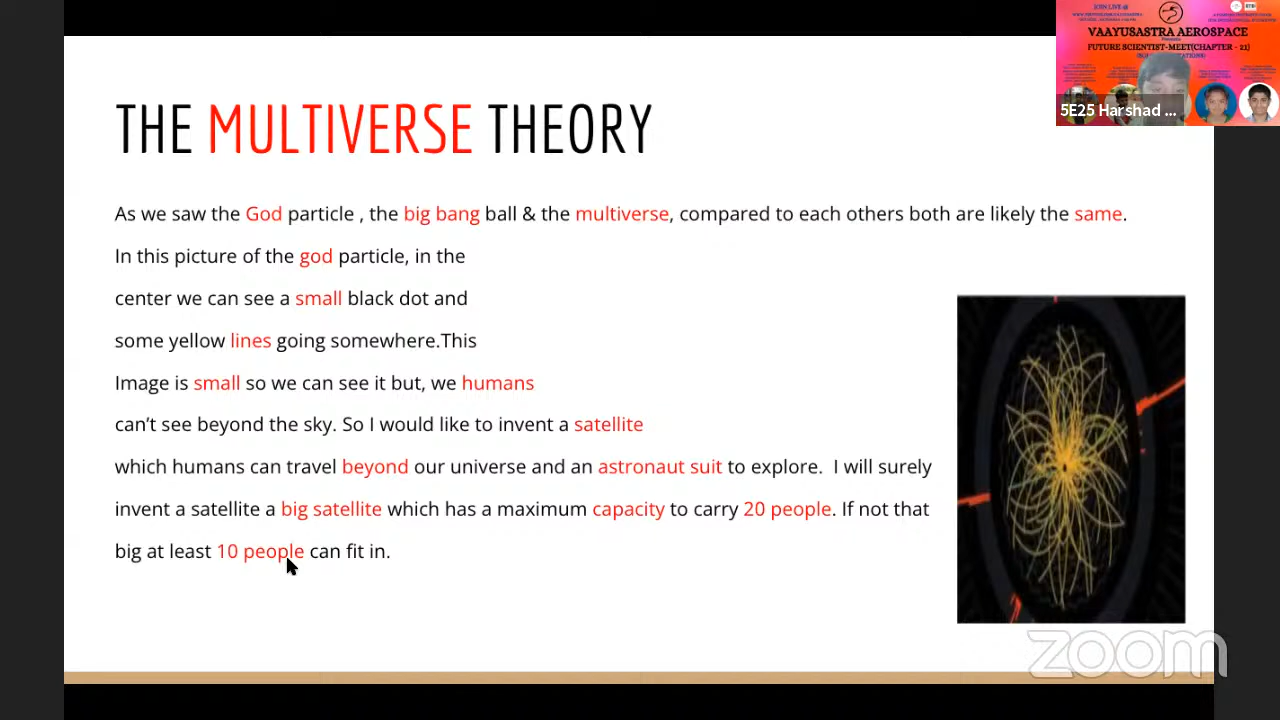 JOIN LIVE @
VAAYUSASTRA AEROSPACE
Presents
FUTURE SCIENTIST-MEET(CHAPTER - 21)
5E25 Harshad ...
THE MULTIVERSE THEORY
As we saw the God particle , the big bang ball & the multiverse, compared to each others both are likely the same.
In this picture of the god particle, in the
center we can see a small black dot and
some yellow lines going somewhere.This
Image is small so we can see it but, we humans
can’t see beyond the sky. So I would like to invent a satellite
which humans can travel beyond our universe and an astronaut suit to explore.  I will surely
invent a satellite a big satellite which has a maximum capacity to carry 20 people. If not that
big at least 10 people can fit in.
zoom